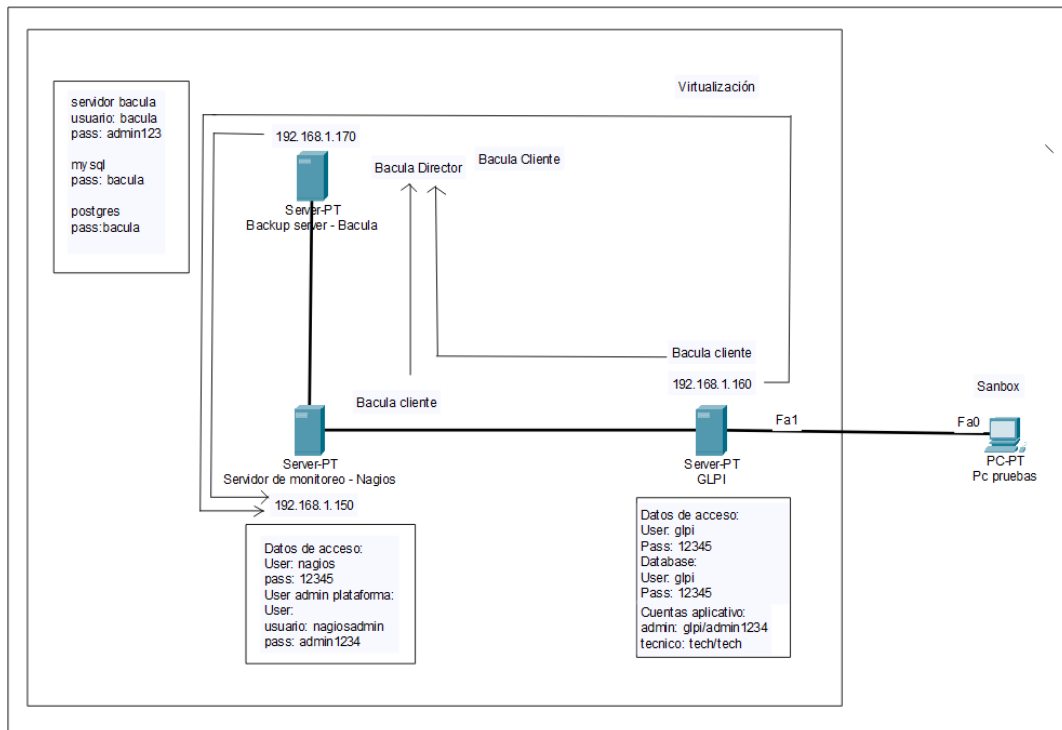 Virtualización
servidor bacula
usuario: bacula
pass: admin123
mysql
pass: bacula
postgres
pass:bacula
192.168.1.170
Bacula Director
Bacula Cliente
Server-PT
Backup server - Bacula
Bacula cliente
192.168.1.160
Bacula cliente
Sanbox
Fa1
Fa0
Server-PT
Servidor de monitoreo - Nagios
192.168.1.150
Server-PT
GLPI
PC-PT
Pc pruebas
Datos de acceso:
User: nagios
pass: 12345
User admin plataforma:
User:
usuario: nagiosadmin
pass: admin1234
Datos de acceso:
User: glpi
Pass: 12345
Database:
User: glpi
Pass: 12345
Cuentas aplicativo:
admin: glpi/admin1234
tecnico: tech/tech